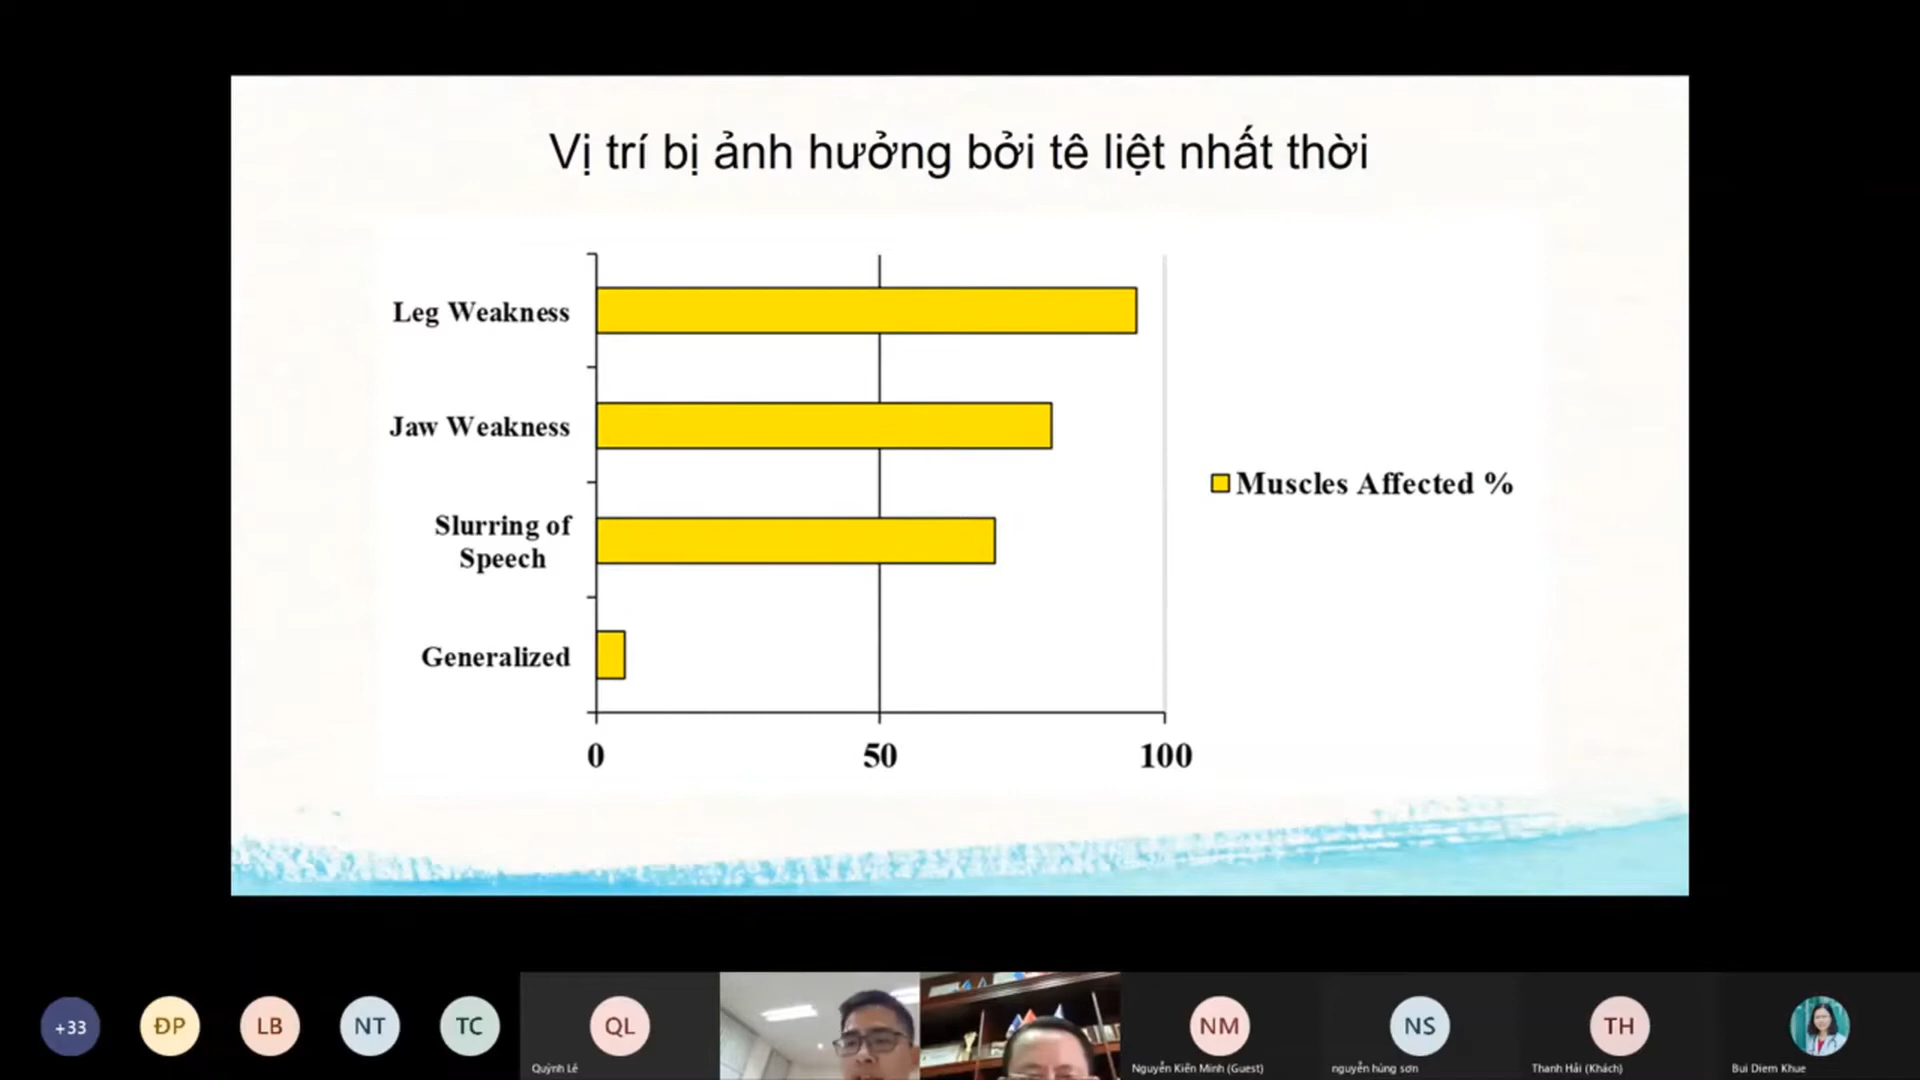 Vị trí bị ảnh hưởng bởi tê liệt nhất thời
Leg Weakness
Jaw Weakness
Slurring of
Speech
Generalized
Muscles Affected %
0
50
100
+33
ĐP
LB
NT
TC
QL
Quỳnh Lê
NM
Nguyễn Kiến Minh (Guest)
NS
nguyễn hùng sơn
TH
Thanh Hải (Khách)
Bui Diem Khue